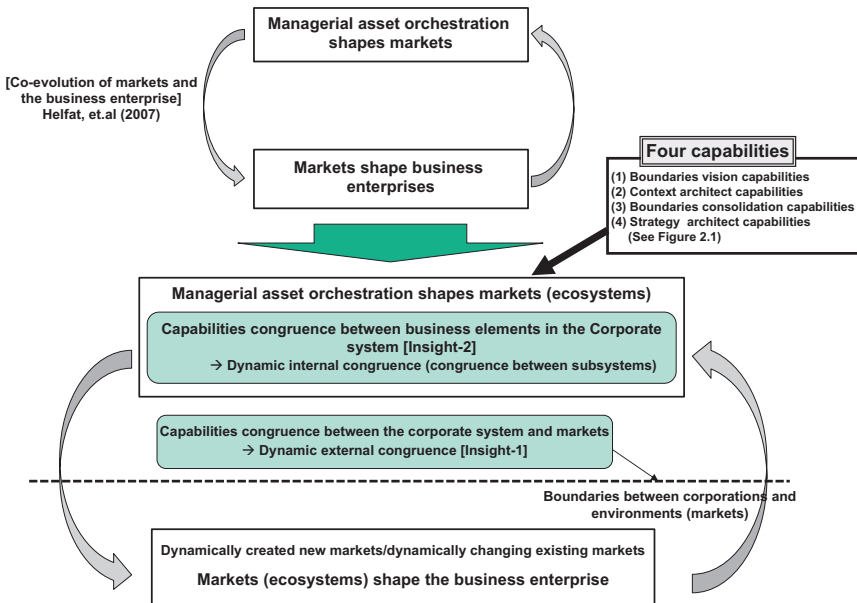 Managerial asset orchestration
shapes markets
[Co-evolution of markets and
the business enterprise]
Helfat, et.al (2007)
Markets shape business
enterprises
Four capabilities
(1) Boundaries vision capabilities
(2) Context architect capabilities
(3) Boundaries consolidation capabilities
(4) Strategy architect capabilities
(See Figure 2.1)
Managerial asset orchestration shapes markets (ecosystems)
Capabilities congruence between business elements in the Corporate
system [Insight-2]
→ Dynamic internal congruence (congruence between subsystems)
Capabilities congruence between the corporate system and markets
→ Dynamic external congruence [Insight-1]
Boundaries between corporations and
environments (markets)
Dynamically created new markets/dynamically changing existing markets
Markets (ecosystems) shape the business enterprise